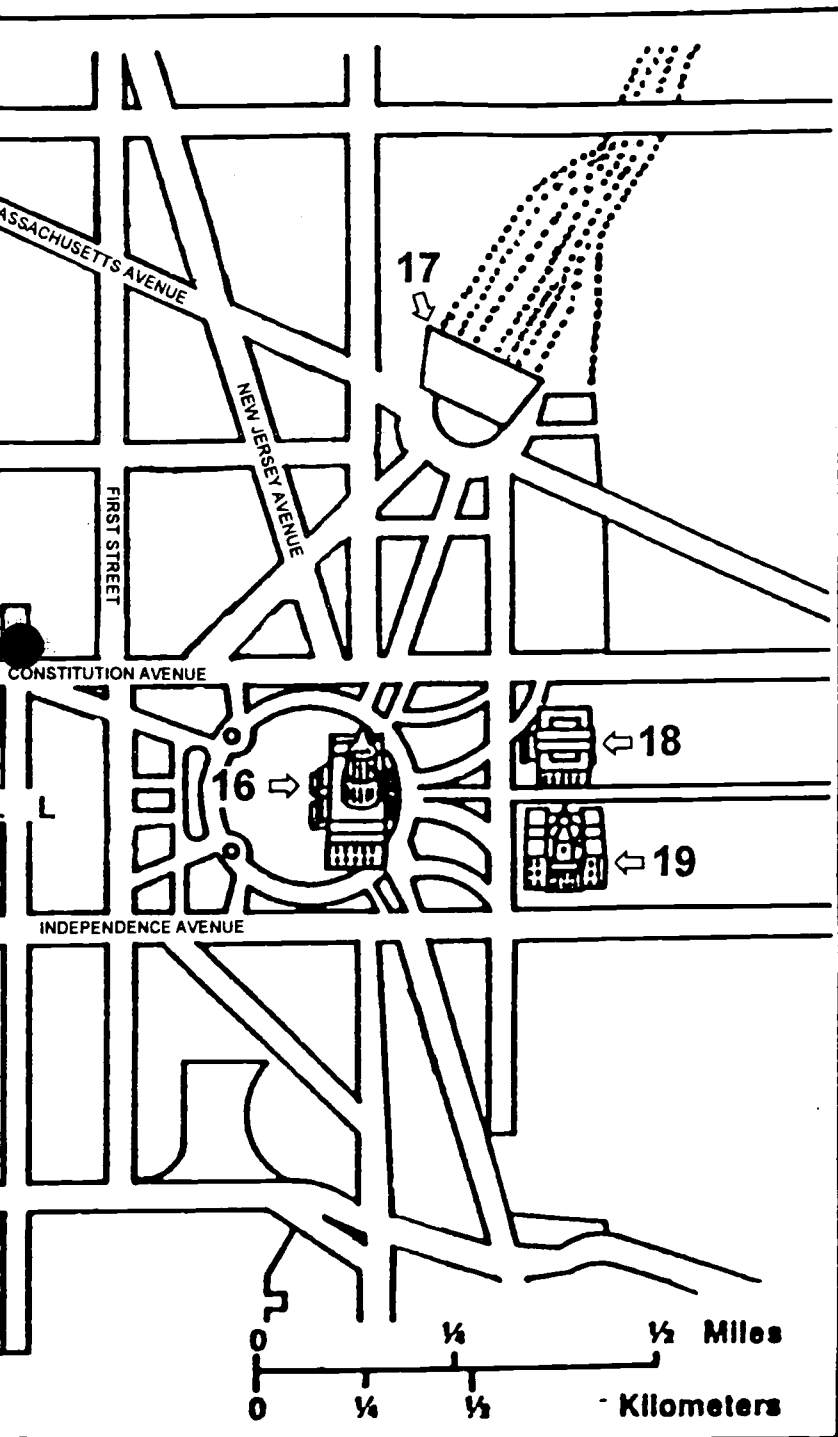 ASSACHUSETTS AVENUE
17
NEW JERSEY AVENUE
FIRST STREET
CONSTITUTION AVENUE
18
16
L
19
INDEPENDENCE AVENUE
0 ¼ ½ Miles
0 ¼ ½ - Kilometers